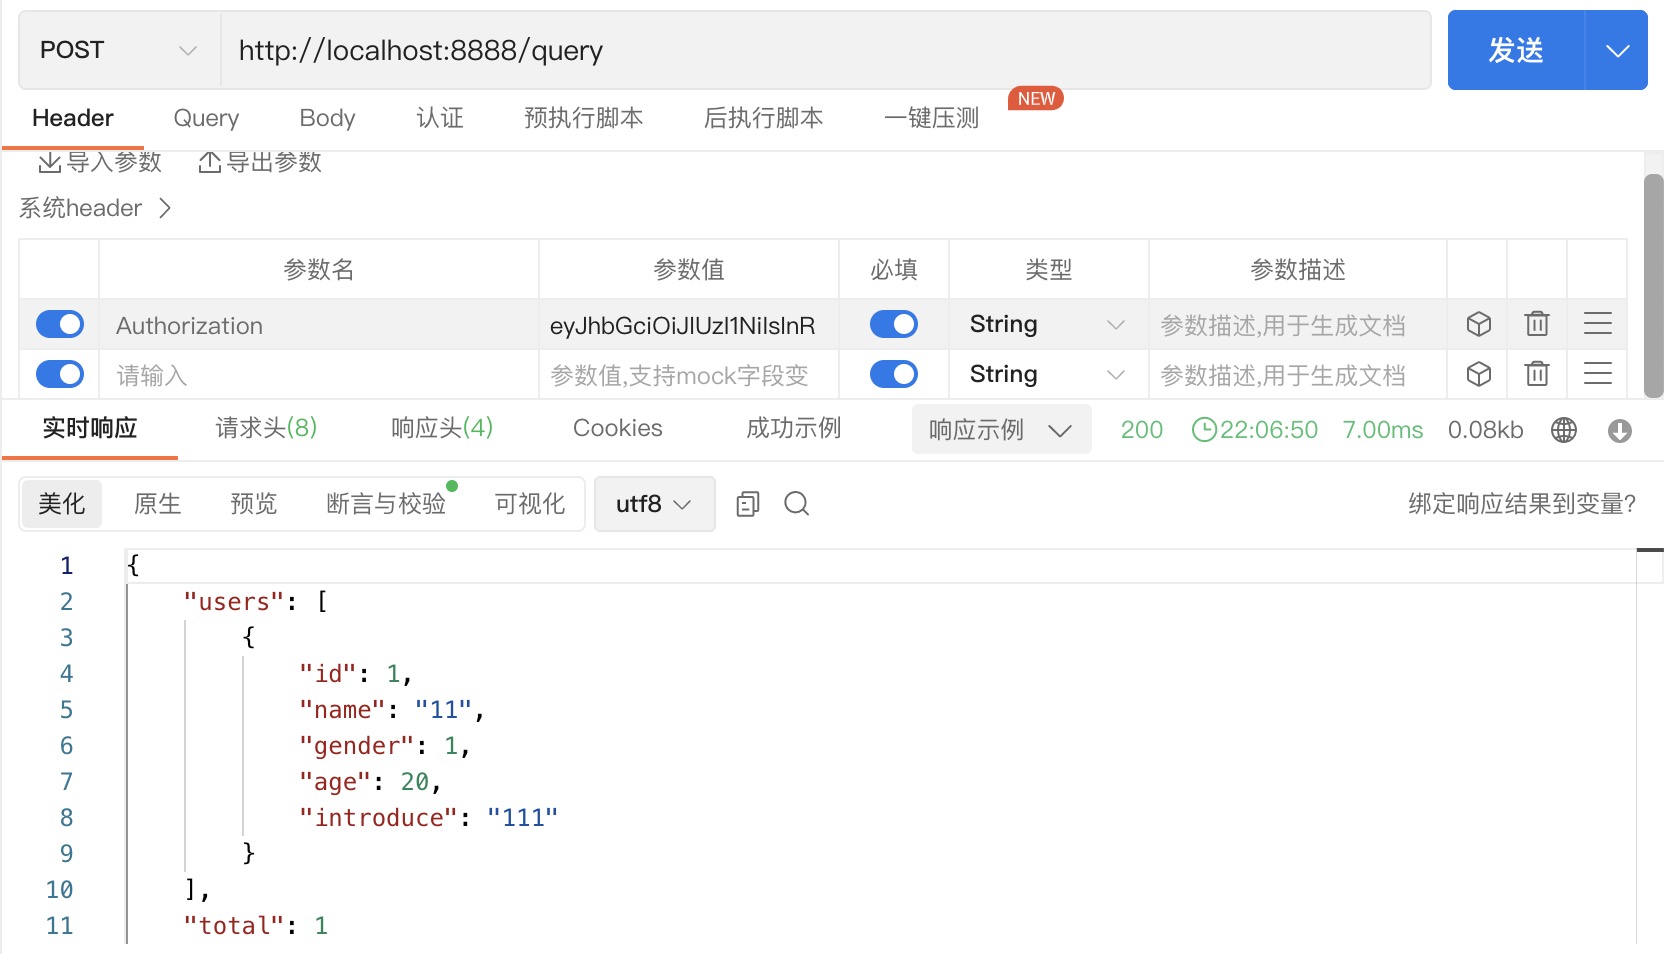 POST http://localhost:8888/query 发送
NEW
Header Query Body 认证 预执行脚本 后执行脚本 一键压测
导入参数 导出参数
系统header
参数名 参数值 必填 类型 参数描述
Authorization eyJhbGciOiJIUzI1NiIsInR String 参数描述,用于生成文档
请输入 参数值,支持mock字段变 String 参数描述,用于生成文档
实时响应 请求头(8) 响应头(4) Cookies 成功示例 响应示例 200 22:06:50 7.00ms 0.08kb
美化 原生 预览 断言与校验 可视化 utf8 绑定响应结果到变量?
1 {
2 "users": [
3 {
4 "id": 1,
5 "name": "11",
6 "gender": 1,
7 "age": 20,
8 "introduce": "111"
9 }
10 ],
11 "total": 1